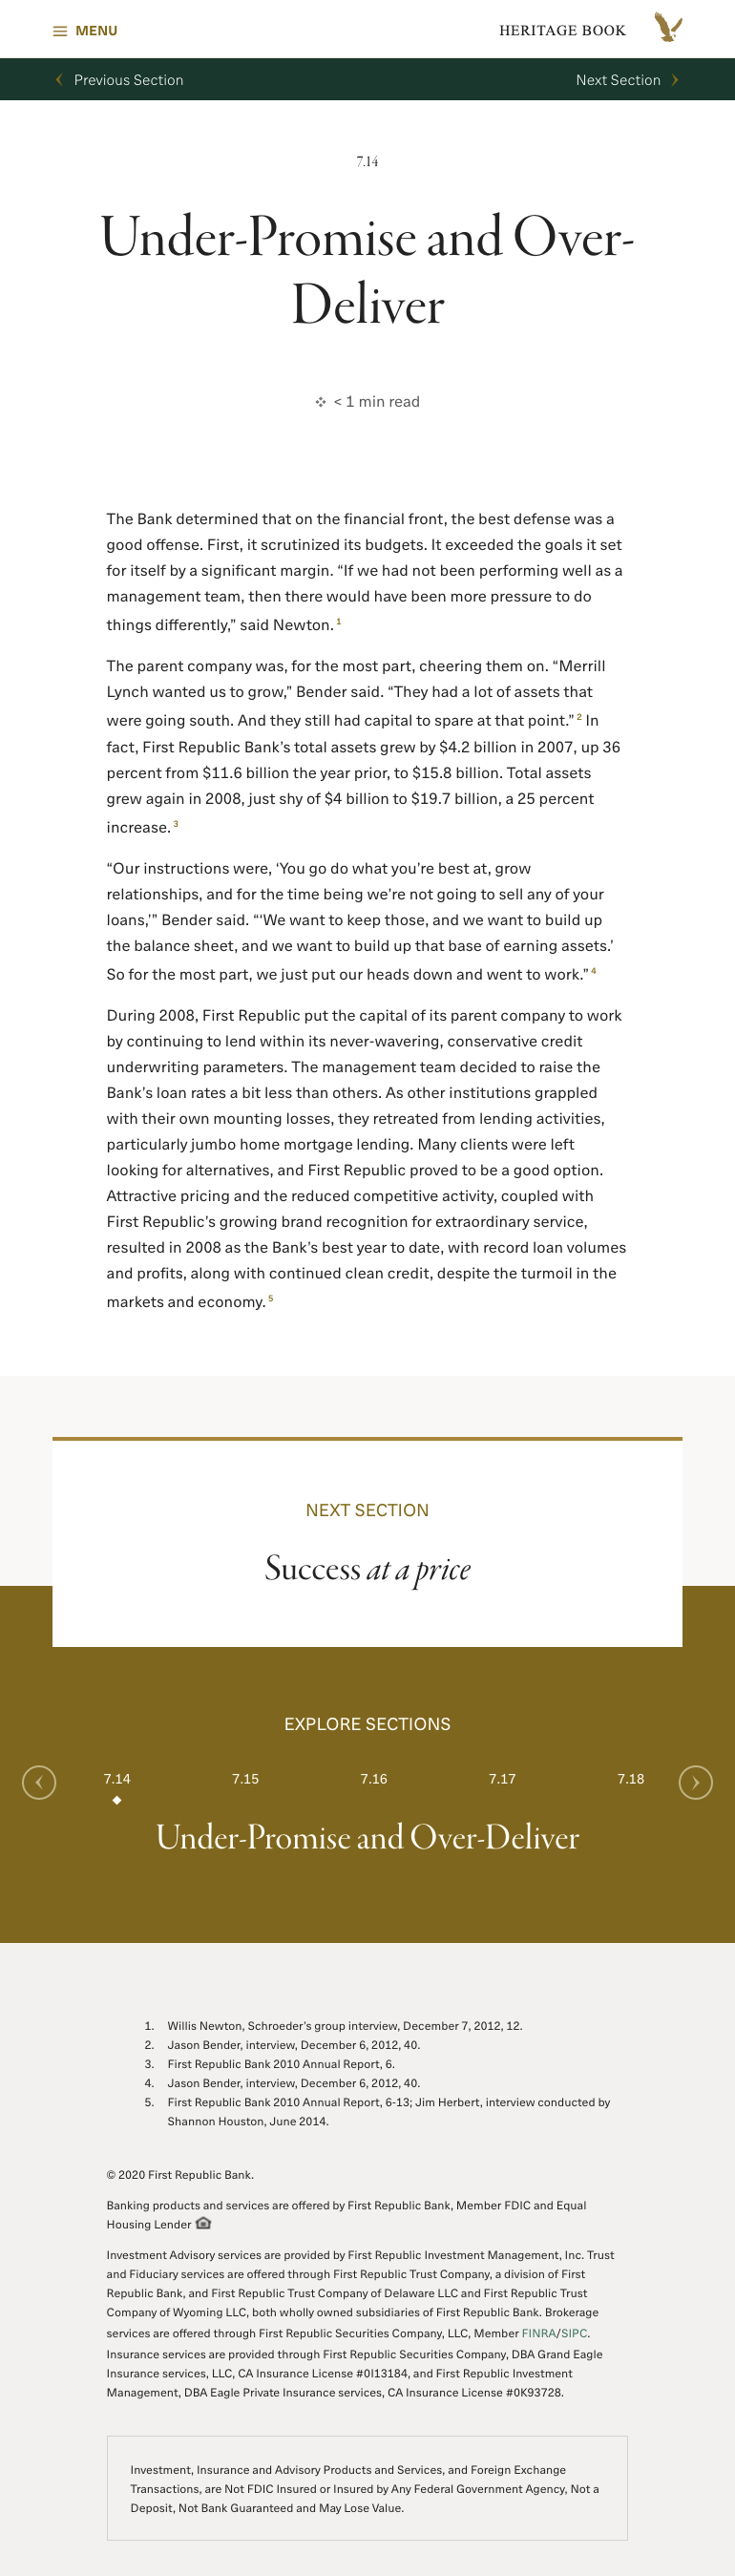 MENU
HERITAGE BOOK
Previous Section
Next Section
7.14
Under-Promise and Over-
Deliver
< 1 min read
The Bank determined that on the financial front, the best defense was a
good offense. First, it scrutinized its budgets. It exceeded the goals it set
for itself by a significant margin. “If we had not been performing well as a
management team, then there would have been more pressure to do
things differently,” said Newton. 1
The parent company was, for the most part, cheering them on. “Merrill
Lynch wanted us to grow,” Bender said. “They had a lot of assets that
were going south. And they still had capital to spare at that point.” 2 In
fact, First Republic Bank’s total assets grew by $4.2 billion in 2007, up 36
percent from $11.6 billion the year prior, to $15.8 billion. Total assets
grew again in 2008, just shy of $4 billion to $19.7 billion, a 25 percent
increase. 3
“Our instructions were, ‘You go do what you’re best at, grow
relationships, and for the time being we’re not going to sell any of your
loans,’” Bender said. “‘We want to keep those, and we want to build up
the balance sheet, and we want to build up that base of earning assets.’
So for the most part, we just put our heads down and went to work.” 4
During 2008, First Republic put the capital of its parent company to work
by continuing to lend within its never-wavering, conservative credit
underwriting parameters. The management team decided to raise the
Bank’s loan rates a bit less than others. As other institutions grappled
with their own mounting losses, they retreated from lending activities,
particularly jumbo home mortgage lending. Many clients were left
looking for alternatives, and First Republic proved to be a good option.
Attractive pricing and the reduced competitive activity, coupled with
First Republic’s growing brand recognition for extraordinary service,
resulted in 2008 as the Bank’s best year to date, with record loan volumes
and profits, along with continued clean credit, despite the turmoil in the
markets and economy. 5
NEXT SECTION
Success at a price
EXPLORE SECTIONS
7.14 7.15 7.16 7.17 7.18
Under-Promise and Over-Deliver
1. Willis Newton, Schroeder’s group interview, December 7, 2012, 12.
2. Jason Bender, interview, December 6, 2012, 40.
3. First Republic Bank 2010 Annual Report, 6.
4. Jason Bender, interview, December 6, 2012, 40.
5. First Republic Bank 2010 Annual Report, 6-13; Jim Herbert, interview conducted by
Shannon Houston, June 2014.
© 2020 First Republic Bank.
Banking products and services are offered by First Republic Bank, Member FDIC and Equal
Housing Lender
Investment Advisory services are provided by First Republic Investment Management, Inc. Trust
and Fiduciary services are offered through First Republic Trust Company, a division of First
Republic Bank, and First Republic Trust Company of Delaware LLC and First Republic Trust
Company of Wyoming LLC, both wholly owned subsidiaries of First Republic Bank. Brokerage
services are offered through First Republic Securities Company, LLC, Member FINRA/SIPC.
Insurance services are provided through First Republic Securities Company, DBA Grand Eagle
Insurance services, LLC, CA Insurance License #0I13184, and First Republic Investment
Management, DBA Eagle Private Insurance services, CA Insurance License #0K93728.
Investment, Insurance and Advisory Products and Services, and Foreign Exchange
Transactions, are Not FDIC Insured or Insured by Any Federal Government Agency, Not a
Deposit, Not Bank Guaranteed and May Lose Value.